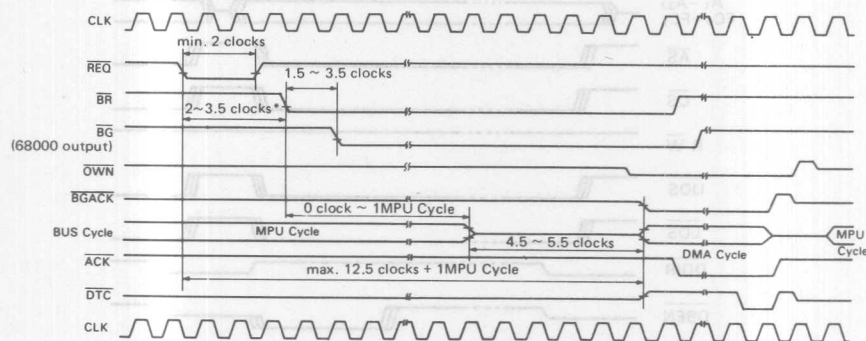 CLK
min. 2 clocks
REQ
1.5 ~ 3.5 clocks
BR
2~3.5 clocks*
BG
(68000 output)
OWN
BGACK
0 clock ~ 1MPU Cycle
BUS Cycle
MPU Cycle
4.5 ~ 5.5 clocks
DMA Cycle
MPU
Cycle
ACK
max. 12.5 clocks + 1MPU Cycle
DTC
CLK